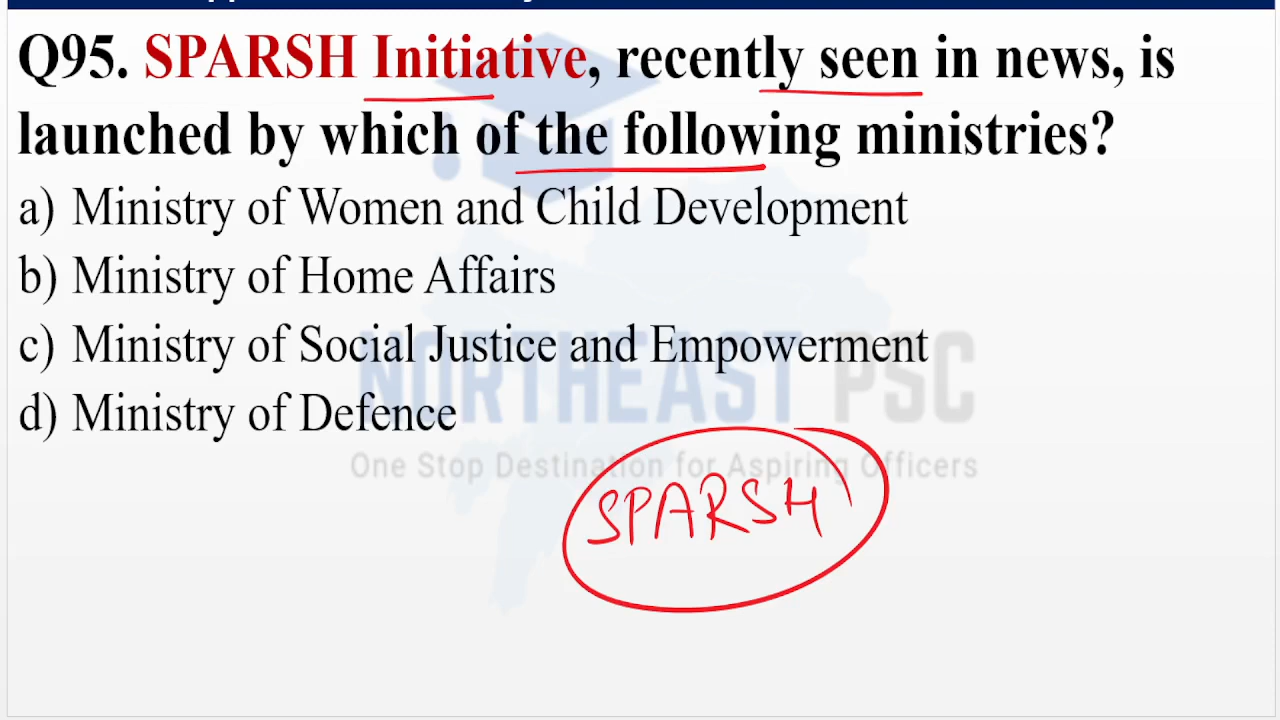 Q95. SPARSH Initiative, recently seen in news, is
launched by which of the following ministries?
a) Ministry of Women and Child Development
b) Ministry of Home Affairs
c) Ministry of Social Justice and Empowerment
d) Ministry of Defence
NORTHEAST PSC
One Stop Destination for Aspiring Officers
SPARSH